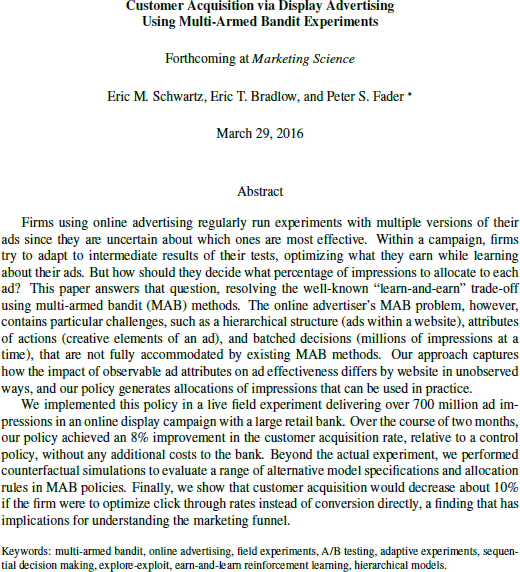 Customer Acquisition via Display Advertising
Using Multi-Armed Bandit Experiments
Forthcoming at Marketing Science
Eric M. Schwartz, Eric T. Bradlow, and Peter S. Fader *
March 29, 2016
Abstract
Firms using online advertising regularly run experiments with multiple versions of their
ads since they are uncertain about which ones are most effective. Within a campaign, firms
try to adapt to intermediate results of their tests, optimizing what they earn while learning
about their ads. But how should they decide what percentage of impressions to allocate to each
ad? This paper answers that question, resolving the well-known “learn-and-earn” trade-off
using multi-armed bandit (MAB) methods. The online advertiser's MAB problem, however,
contains particular challenges, such as a hierarchical structure (ads within a website), attributes
of actions (creative elements of an ad), and batched decisions (millions of impressions at a
time), that are not fully accommodated by existing MAB methods. Our approach captures
how the impact of observable ad attributes on ad effectiveness differs by website in unobserved
ways, and our policy generates allocations of impressions that can be used in practice.
We implemented this policy in a live field experiment delivering over 700 million ad im-
pressions in an online display campaign with a large retail bank. Over the course of two months,
our policy achieved an 8% improvement in the customer acquisition rate, relative to a control
policy, without any additional costs to the bank. Beyond the actual experiment, we performed
counterfactual simulations to evaluate a range of alternative model specifications and allocation
rules in MAB policies. Finally, we show that customer acquisition would decrease about 10%
if the firm were to optimize click through rates instead of conversion directly, a finding that has
implications for understanding the marketing funnel.
Keywords: multi-armed bandit, online advertising, field experiments, A/B testing, adaptive experiments, sequen-
tial decision making, explore-exploit, earn-and-learn reinforcement learning, hierarchical models.